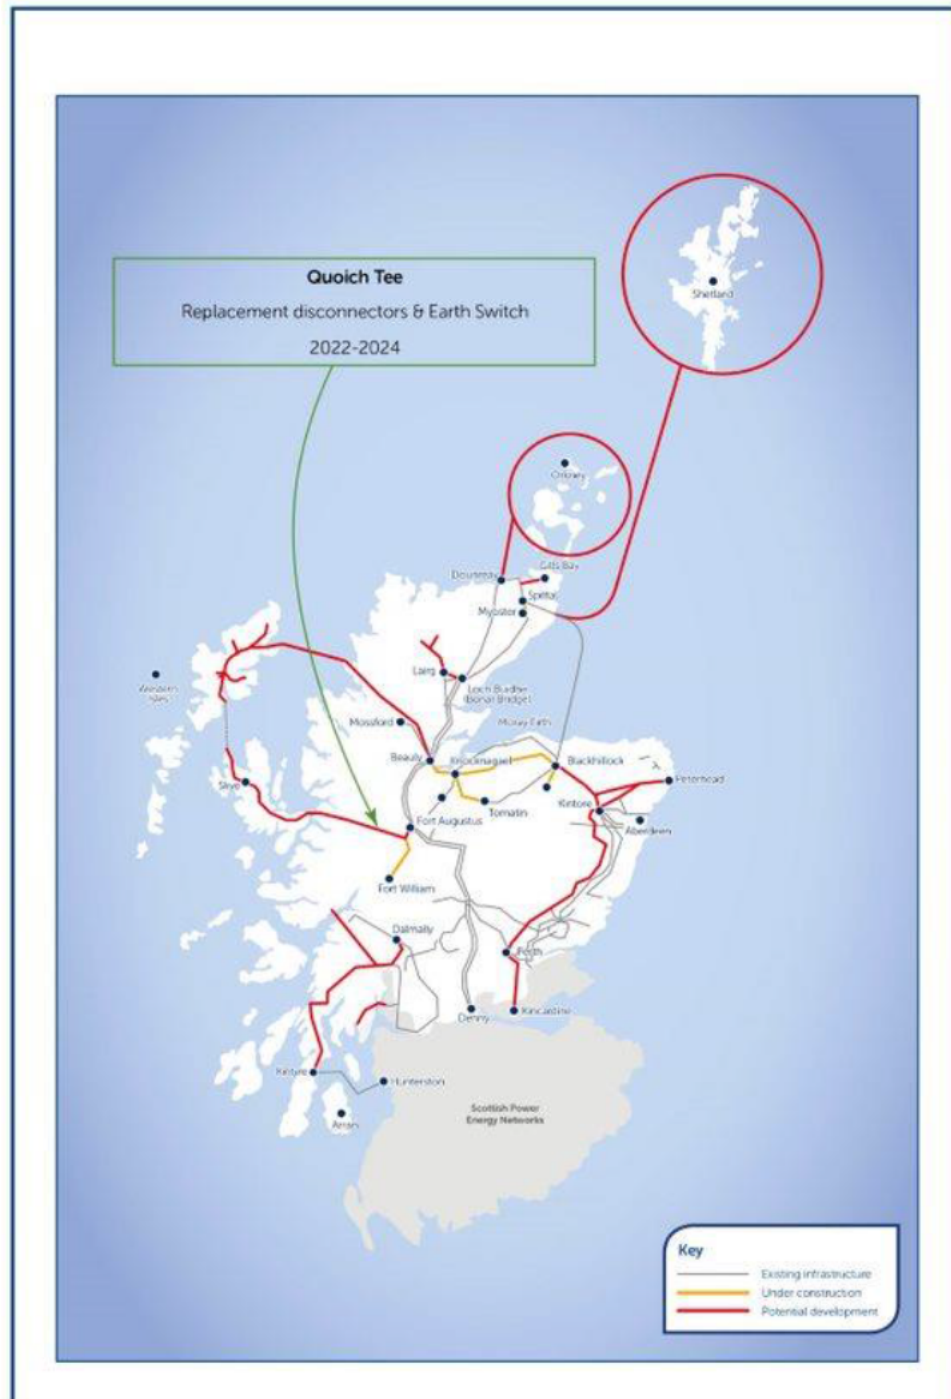 Quoich Tee
Replacement disconnectors & Earth Switch
2022-2024
Shetland
Orkney
Dounreay
Gills Bay
Spittal
Mybster
Lairg
Loch Buidhe
(Bonar Bridge)
Western
Isles
Mossford
Moray Firth
Beauly
Knocknagael
Blackhillock
Peterhead
Skye
Tomatin
Kintore
Fort Augustus
Aberdeen
Fort William
Dalmally
Perth
Denny
Kincardine
Kintyre
Hunterston
Arran
Scottish Power
Energy Networks
Key
Existing infrastructure
Under construction
Potential development